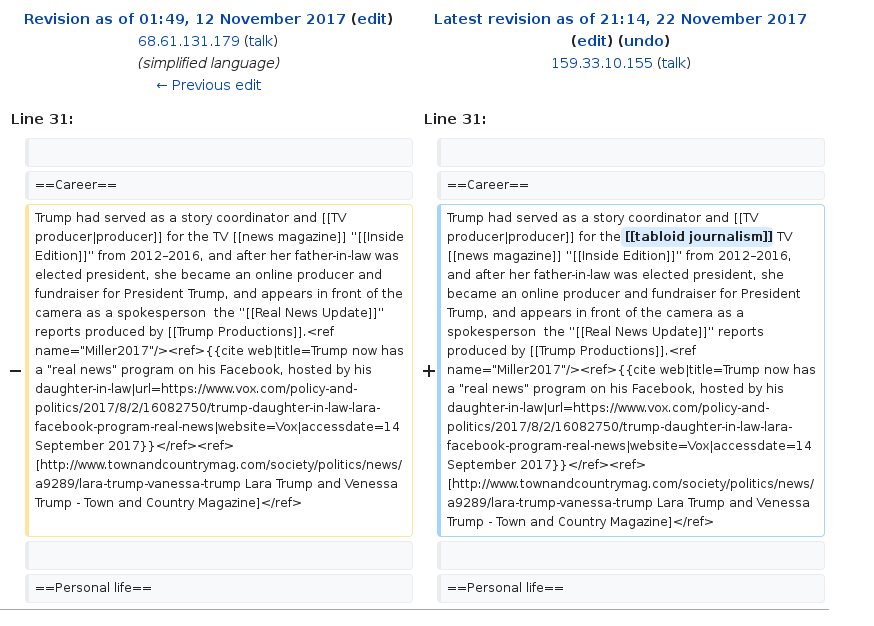 Revision as of 01:49, 12 November 2017 (edit)
68.61.131.179 (talk)
(simplified language)
← Previous edit
Latest revision as of 21:14, 22 November 2017
(edit) (undo)
159.33.10.155 (talk)
Line 31:
Line 31:
==Career==
==Career==
−
Trump had served as a story coordinator and [[TV
producer|producer]] for the TV [[news magazine]] "[[Inside
Edition]]" from 2012–2016, and after her father-in-law was
elected president, she became an online producer and
fundraiser for President Trump, and appears in front of the
camera as a spokesperson  the "[[Real News Update]]"
reports produced by [[Trump Productions]].<ref
name="Miller2017"/><ref>{{cite web|title=Trump now has
a "real news" program on his Facebook, hosted by his
daughter-in-law|url=https://www.vox.com/policy-and-
politics/2017/8/2/16082750/trump-daughter-in-law-lara-
facebook-program-real-news|website=Vox|accessdate=14
September 2017}}</ref><ref>
[http://www.townandcountrymag.com/society/politics/news/
a9289/lara-trump-vanessa-trump Lara Trump and Venessa
Trump - Town and Country Magazine]</ref>
+
Trump had served as a story coordinator and [[TV
producer|producer]] for the [[tabloid journalism]] TV
[[news magazine]] "[[Inside Edition]]" from 2012–2016,
and after her father-in-law was elected president, she
became an online producer and fundraiser for President
Trump, and appears in front of the camera as a
spokesperson  the "[[Real News Update]]" reports
produced by [[Trump Productions]].<ref
name="Miller2017"/><ref>{{cite web|title=Trump now has
a "real news" program on his Facebook, hosted by his
daughter-in-law|url=https://www.vox.com/policy-and-
politics/2017/8/2/16082750/trump-daughter-in-law-lara-
facebook-program-real-news|website=Vox|accessdate=14
September 2017}}</ref><ref>
[http://www.townandcountrymag.com/society/politics/news/
a9289/lara-trump-vanessa-trump Lara Trump and Venessa
Trump - Town and Country Magazine]</ref>
==Personal life==
==Personal life==